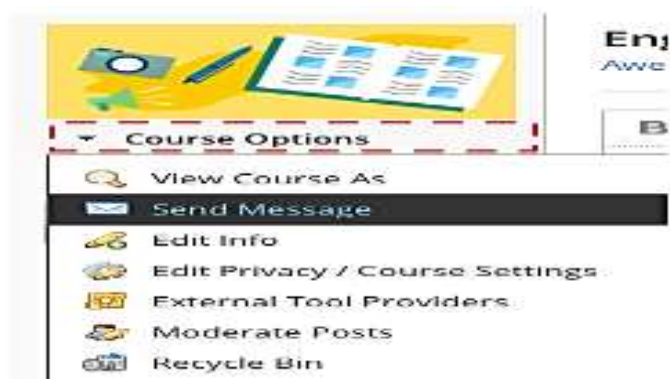 Eng
Awe
Course Options
B
View Course As
Send Message
Edit Info
Edit Privacy / Course Settings
External Tool Providers
Moderate Posts
Recycle Bin